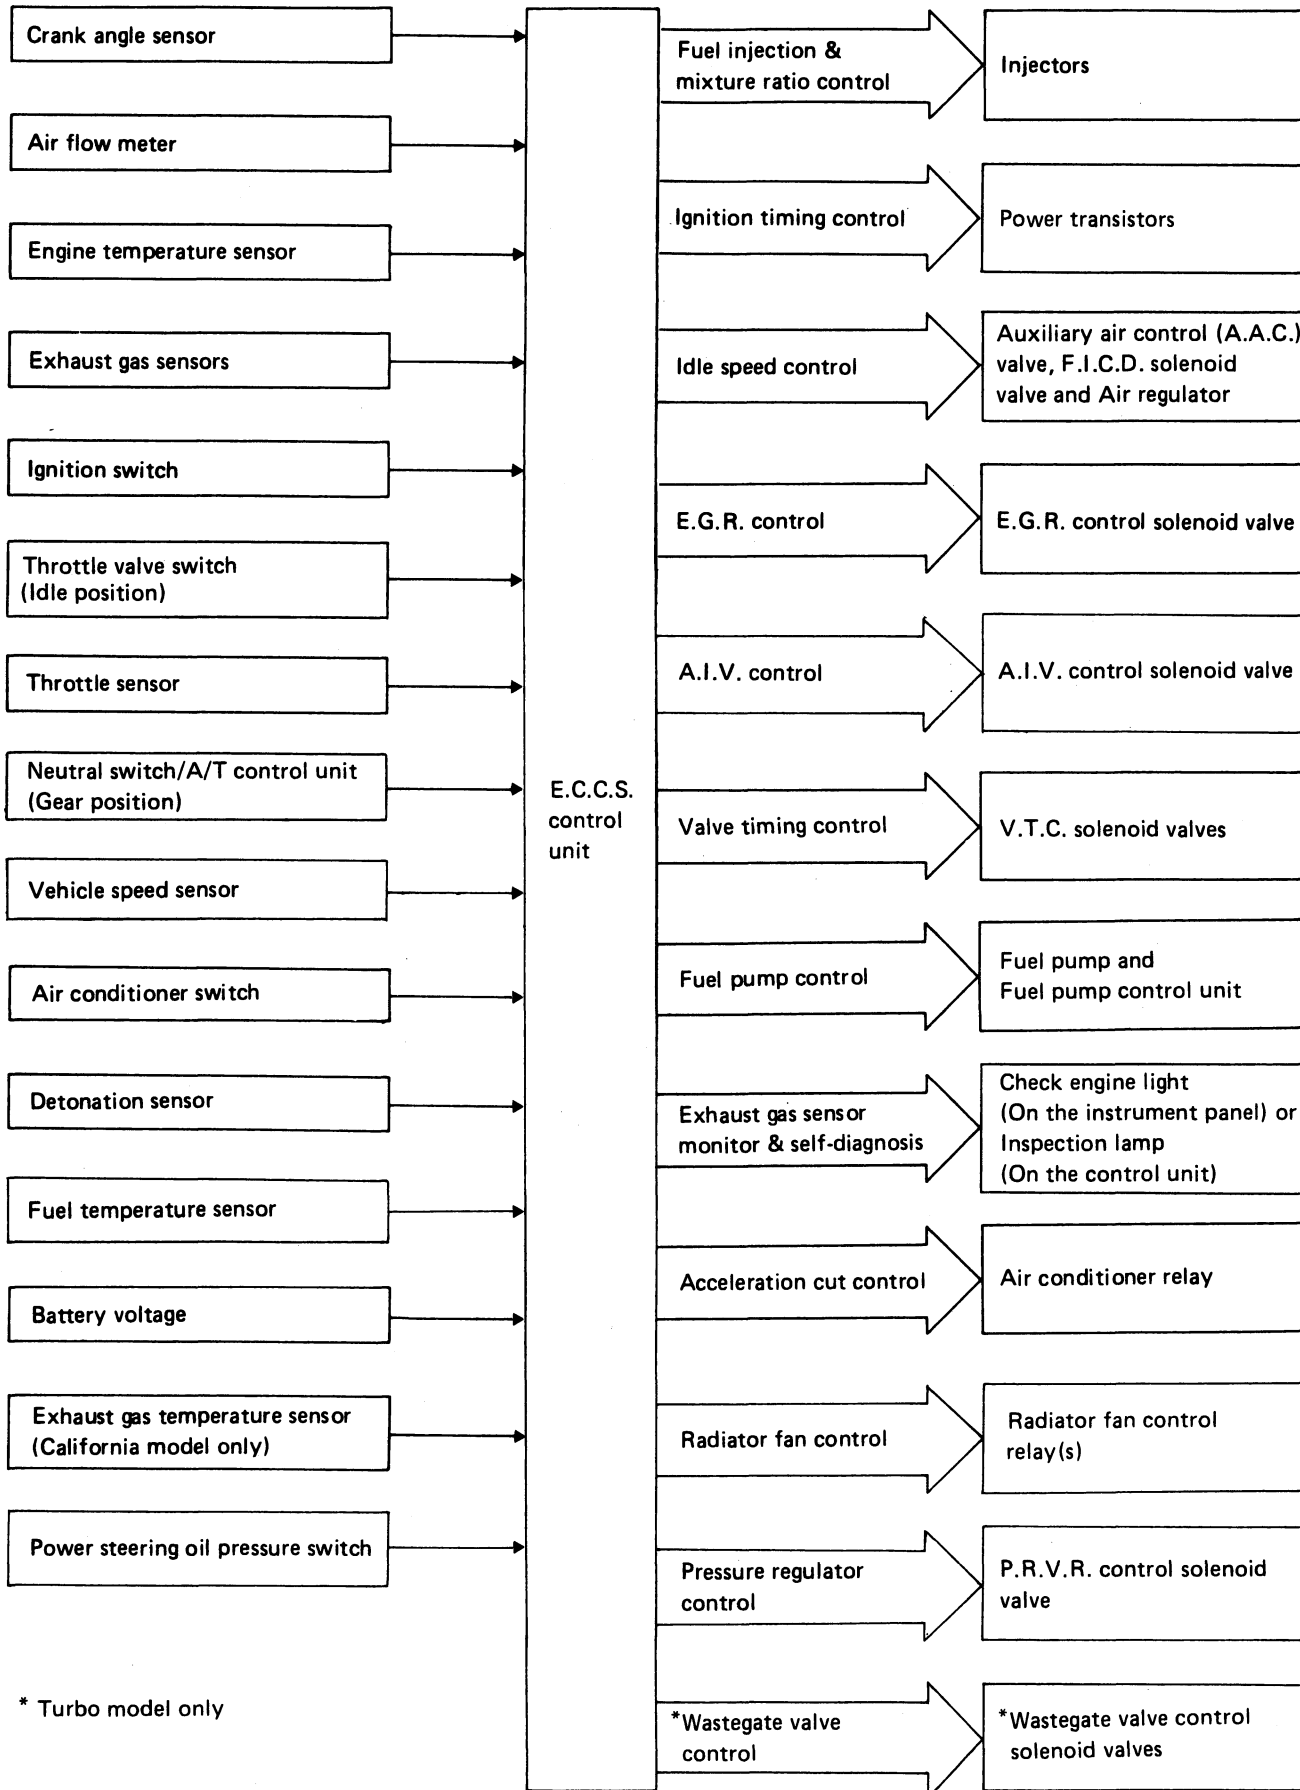 Crank angle sensor
Air flow meter
Engine temperature sensor
Exhaust gas sensors
Ignition switch
Throttle valve switch
(Idle position)
Throttle sensor
Neutral switch/A/T control unit
(Gear position)
Vehicle speed sensor
Air conditioner switch
Detonation sensor
Fuel temperature sensor
Battery voltage
Exhaust gas temperature sensor
(California model only)
Power steering oil pressure switch
* Turbo model only
E.C.C.S.
control
unit
Fuel injection &
mixture ratio control
Injectors
Ignition timing control
Power transistors
Idle speed control
Auxiliary air control (A.A.C.)
valve, F.I.C.D. solenoid
valve and Air regulator
E.G.R. control
E.G.R. control solenoid valve
A.I.V. control
A.I.V. control solenoid valve
Valve timing control
V.T.C. solenoid valves
Fuel pump control
Fuel pump and
Fuel pump control unit
Exhaust gas sensor
monitor & self-diagnosis
Check engine light
(On the instrument panel) or
Inspection lamp
(On the control unit)
Acceleration cut control
Air conditioner relay
Radiator fan control
Radiator fan control
relay(s)
Pressure regulator
control
P.R.V.R. control solenoid
valve
*Wastegate valve
control
*Wastegate valve control
solenoid valves